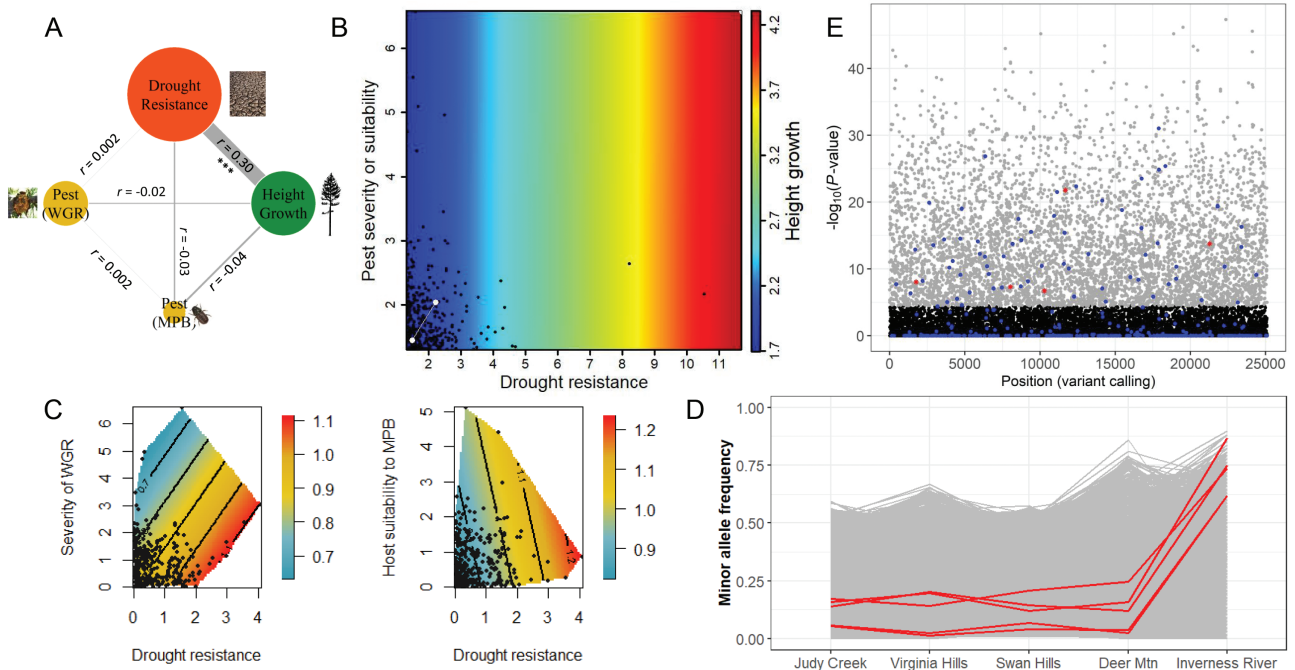 A
Drought
Resistance
r = 0.002
r = 0.30
***
Pest
(WGR)
r = -0.02
Height
Growth
r = 0.002
r = -0.03
r = -0.04
Pest
(MPB)
B
Pest severity or suitability
6
5
4
3
2
2
3
4
5
6
7
8
9
10
11
Drought resistance
4.2
3.7
3.2
2.7
2.2
1.7
Height growth
E
-log10(P-value)
40
30
20
10
0
0
5000
10000
15000
20000
25000
Position (variant calling)
C
Severity of WGR
6
5
4
3
2
1
0
0.7
0
1
2
3
4
Drought resistance
1.1
1.0
0.9
0.8
0.7
Host suitability to MPB
5
4
3
2
1
0
1.1
1.2
0
1
2
3
4
Drought resistance
1.2
1.1
1.0
0.9
D
Minor allele frequency
1.00
0.75
0.50
0.25
0.00
Judy Creek
Virginia Hills
Swan Hills
Deer Mtn
Inverness River